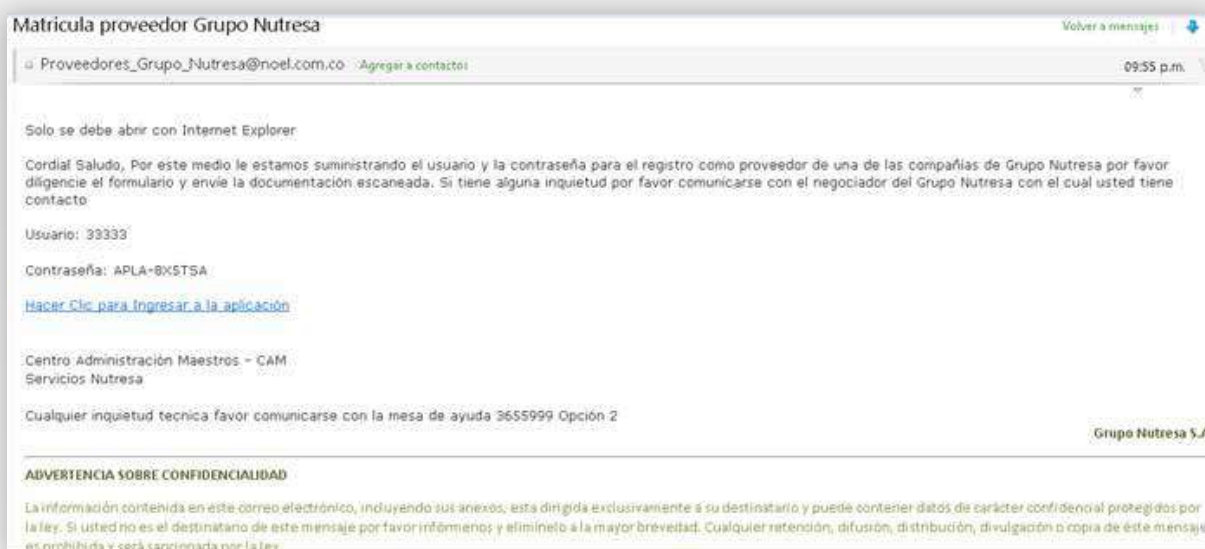 Matricula proveedor Grupo Nutresa
Volver a mensajes
Proveedores_Grupo_Nutresa@noel.com.co Agregar a contactos
09:55 p.m.
Solo se debe abrir con Internet Explorer
Cordial Saludo, Por este medio le estamos suministrando el usuario y la contraseña para el registro como proveedor de una de las compañias de Grupo Nutresa por favor
diligencie el formulario y envíe la documentación escaneada. Si tiene alguna inquietud por favor comunicarse con el negociador del Grupo Nutresa con el cual usted tiene
contacto
Usuario: 33333
Contraseña: APLA-BXSTSA
Hacer Clic para Ingresar a la aplicación
Centro Administración Maestros - CAM
Servicios Nutresa
Cualquier inquietud tecnica favor comunicarse con la mesa de ayuda 3655999 Opción 2
Grupo Nutresa S.A
ADVERTENCIA SOBRE CONFIDENCIALIDAD
La información contenida en este correo electrónico, incluyendo sus anexos, esta dirigida exclusivamente a su destinatario y puede contener datos de carácter confidencial protegidos por
la ley. Si usted no es el destinatario de este mensaje por favor infórmenos y elimínelo a la mayor brevedad. Cualquier retención, difusión, distribución, divulgación o copia de éste mensaje
es prohibida y será sancionada por la ley.